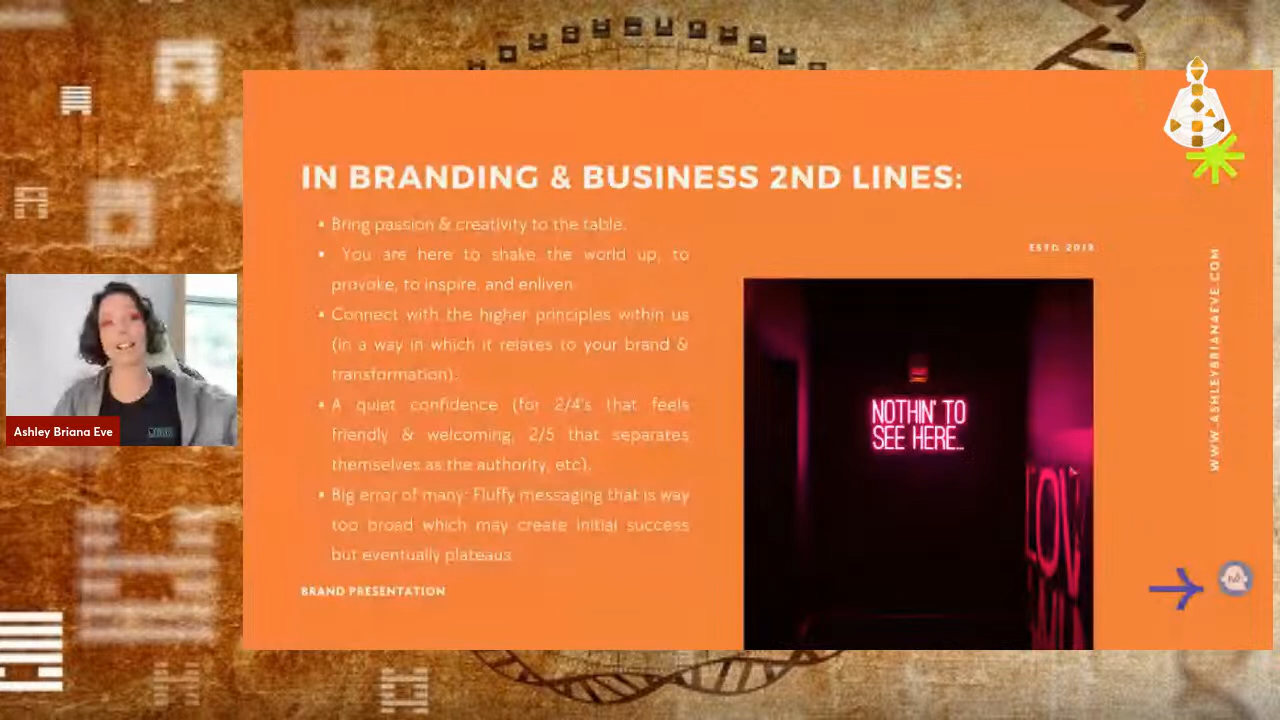 IN BRANDING & BUSINESS 2ND LINES:
• Bring passion & creativity to the table.
• You are here to shake the world up, to
provoke, to inspire, and enliven.
• Connect with the higher principles within us
(in a way in which it relates to your brand &
transformation).
• A quiet confidence (for 2/4's that feels
friendly & welcoming, 2/5 that separates
themselves as the authority, etc).
• Big error of many: Fluffy messaging that is way
too broad which may create initial success
but eventually plateaus.
BRAND PRESENTATION
ESTD 2018
NOTHIN' TO
SEE HERE...
LOV
WWW.ASHLEYBRIANAEVE.COM
Ashley Briana Eve